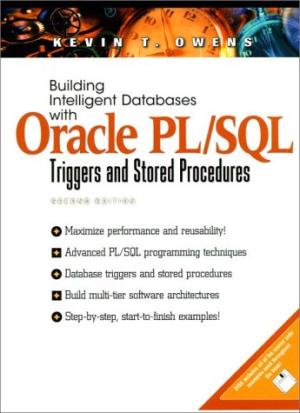 KEVIN T. OWENS
Building
Intelligent Databases
with
Oracle PL/SQL
Triggers and Stored Procedures
SECOND EDITION
Maximize performance and reusability!
Advanced PL/SQL programming techniques
Database triggers and stored procedures
Build multi-tier software architectures
Step-by-step, start-to-finish examples!